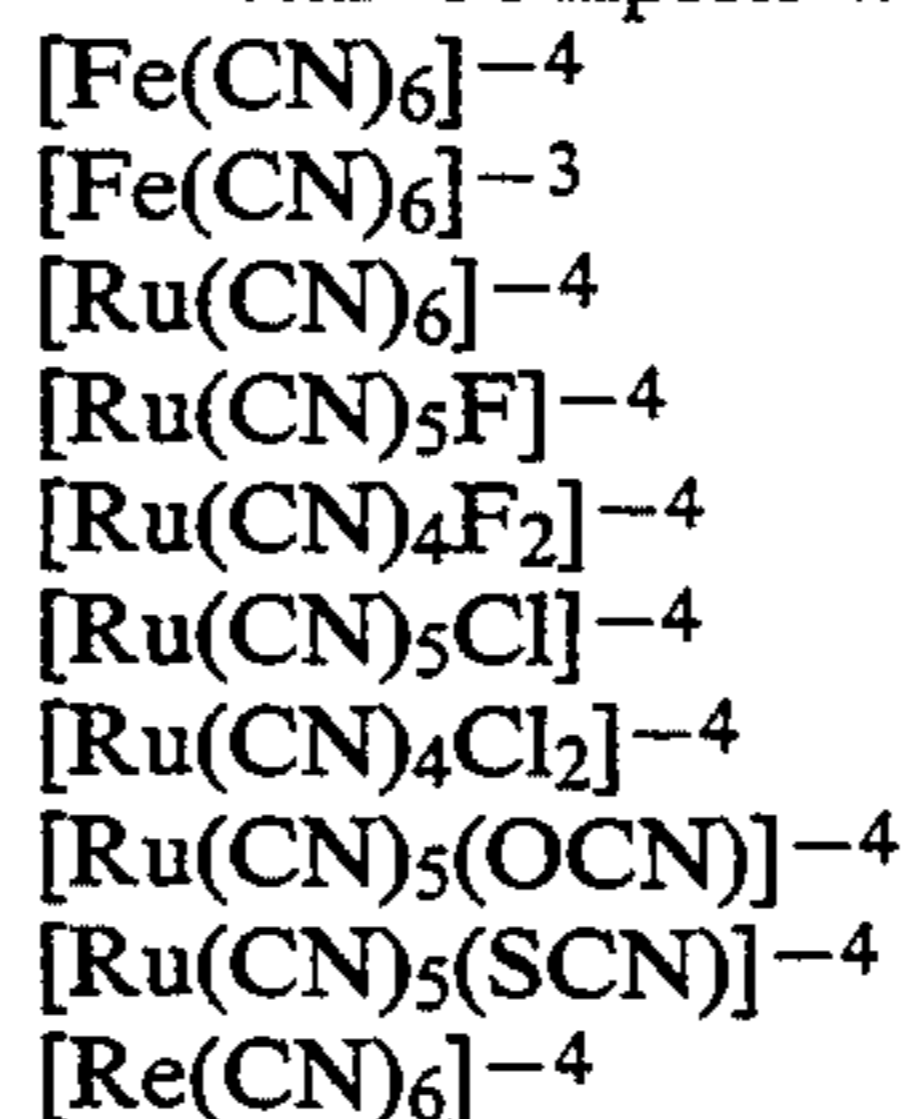 [Fe(CN)₆]⁻⁴
[Fe(CN)₆]⁻³
[Ru(CN)₆]⁻⁴
[Ru(CN)₅F]⁻⁴
[Ru(CN)₄F₂]⁻⁴
[Ru(CN)₅Cl]⁻⁴
[Ru(CN)₄Cl₂]⁻⁴
[Ru(CN)₅(OCN)]⁻⁴
[Ru(CN)₅(SCN)]⁻⁴
[Re(CN)₆]⁻⁴